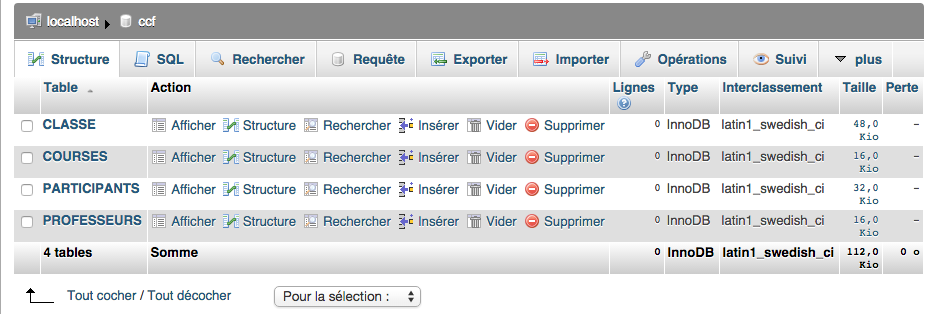 localhost ccf
Structure SQL Rechercher Requête Exporter Importer Opérations Suivi plus
Table Action Lignes Type Interclassement Taille Perte
CLASSE Afficher Structure Rechercher Insérer Vider Supprimer 0 InnoDB latin1_swedish_ci 48,0 Kio -
COURSES Afficher Structure Rechercher Insérer Vider Supprimer 0 InnoDB latin1_swedish_ci 16,0 Kio -
PARTICIPANTS Afficher Structure Rechercher Insérer Vider Supprimer 0 InnoDB latin1_swedish_ci 32,0 Kio -
PROFESSEURS Afficher Structure Rechercher Insérer Vider Supprimer 0 InnoDB latin1_swedish_ci 16,0 Kio -
4 tables Somme 0 InnoDB latin1_swedish_ci 112,0 Kio 0 o
Tout cocher / Tout décocher Pour la sélection :